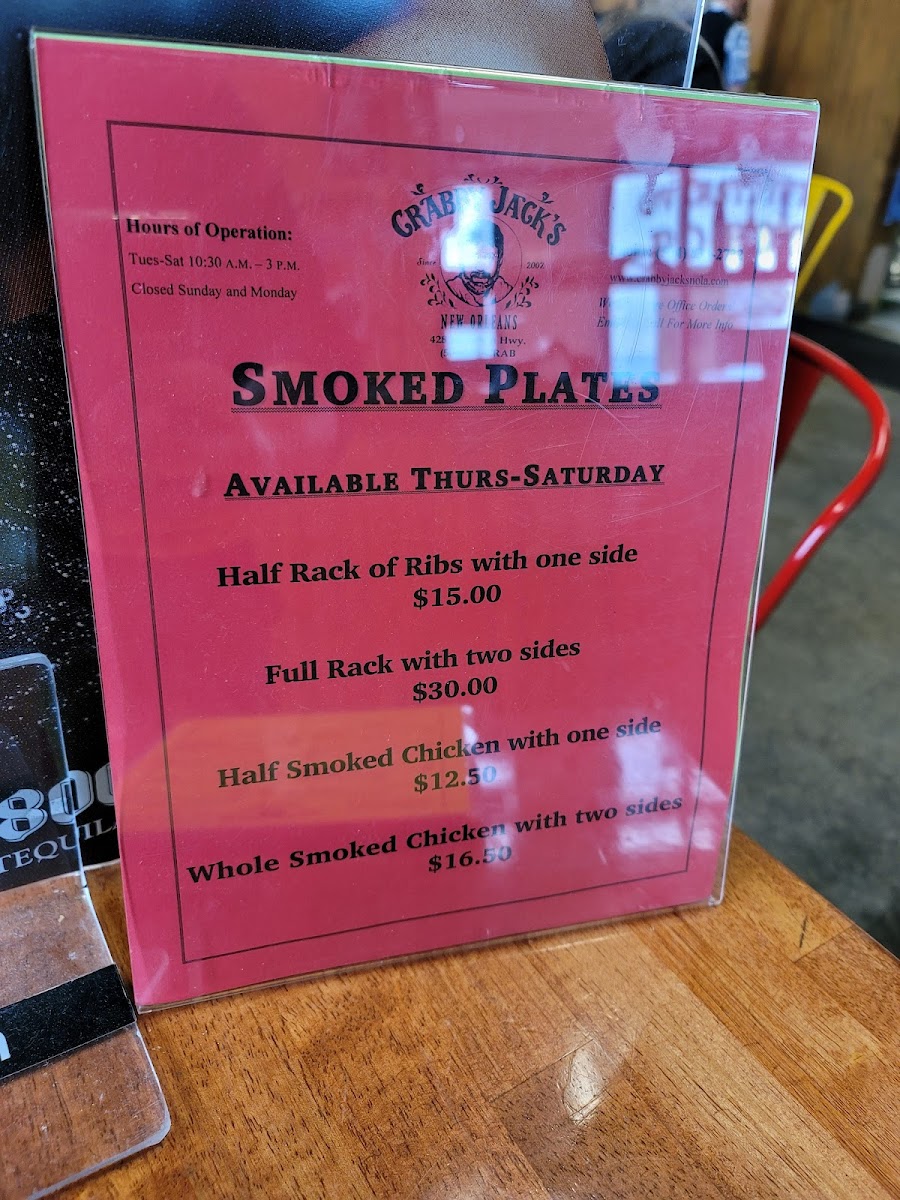 Hours of Operation:
Tues-Sat 10:30 A.M. – 3 P.M.
Closed Sunday and Monday
CRABBY JACK'S
Since 2002
NEW ORLEANS
Hwy.
www.crabbyjacksnola.com
Office Orders
For More Info
SMOKED PLATES
AVAILABLE THURS-SATURDAY
Half Rack of Ribs with one side
$15.00
Full Rack with two sides
$30.00
Half Smoked Chicken with one side
$12.50
Whole Smoked Chicken with two sides
$16.50
800
TEQUILA